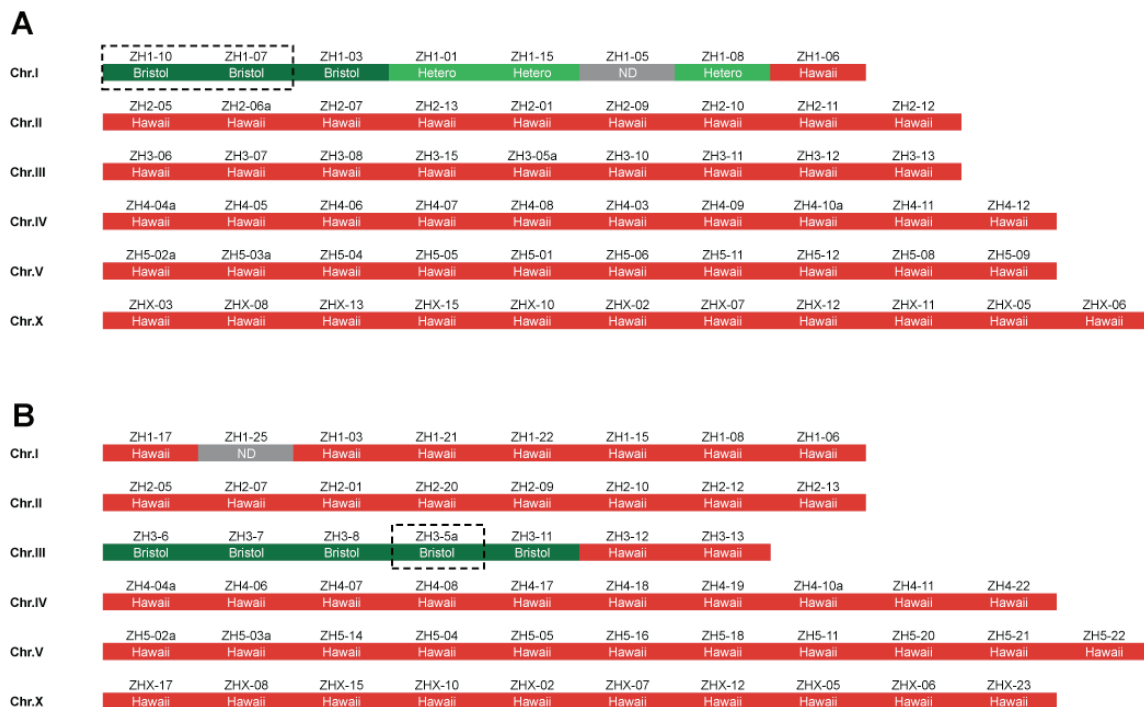 A
ZH1-10 ZH1-07 ZH1-03 ZH1-01 ZH1-15 ZH1-05 ZH1-08 ZH1-06
Chr.I Bristol Bristol Bristol Hetero Hetero ND Hetero Hawaii
ZH2-05 ZH2-06a ZH2-07 ZH2-13 ZH2-01 ZH2-09 ZH2-10 ZH2-11 ZH2-12
Chr.II Hawaii Hawaii Hawaii Hawaii Hawaii Hawaii Hawaii Hawaii Hawaii
ZH3-06 ZH3-07 ZH3-08 ZH3-15 ZH3-05a ZH3-10 ZH3-11 ZH3-12 ZH3-13
Chr.III Hawaii Hawaii Hawaii Hawaii Hawaii Hawaii Hawaii Hawaii Hawaii
ZH4-04a ZH4-05 ZH4-06 ZH4-07 ZH4-08 ZH4-03 ZH4-09 ZH4-10a ZH4-11 ZH4-12
Chr.IV Hawaii Hawaii Hawaii Hawaii Hawaii Hawaii Hawaii Hawaii Hawaii Hawaii
ZH5-02a ZH5-03a ZH5-04 ZH5-05 ZH5-01 ZH5-06 ZH5-11 ZH5-12 ZH5-08 ZH5-09
Chr.V Hawaii Hawaii Hawaii Hawaii Hawaii Hawaii Hawaii Hawaii Hawaii Hawaii
ZHX-03 ZHX-08 ZHX-13 ZHX-15 ZHX-10 ZHX-02 ZHX-07 ZHX-12 ZHX-11 ZHX-05 ZHX-06
Chr.X Hawaii Hawaii Hawaii Hawaii Hawaii Hawaii Hawaii Hawaii Hawaii Hawaii Hawaii
B
ZH1-17 ZH1-25 ZH1-03 ZH1-21 ZH1-22 ZH1-15 ZH1-08 ZH1-06
Chr.I Hawaii ND Hawaii Hawaii Hawaii Hawaii Hawaii Hawaii
ZH2-05 ZH2-07 ZH2-01 ZH2-20 ZH2-09 ZH2-10 ZH2-12 ZH2-13
Chr.II Hawaii Hawaii Hawaii Hawaii Hawaii Hawaii Hawaii Hawaii
ZH3-6 ZH3-7 ZH3-8 ZH3-5a ZH3-11 ZH3-12 ZH3-13
Chr.III Bristol Bristol Bristol Bristol Bristol Hawaii Hawaii
ZH4-04a ZH4-06 ZH4-07 ZH4-08 ZH4-17 ZH4-18 ZH4-19 ZH4-10a ZH4-11 ZH4-22
Chr.IV Hawaii Hawaii Hawaii Hawaii Hawaii Hawaii Hawaii Hawaii Hawaii Hawaii
ZH5-02a ZH5-03a ZH5-14 ZH5-04 ZH5-05 ZH5-16 ZH5-18 ZH5-11 ZH5-20 ZH5-21 ZH5-22
Chr.V Hawaii Hawaii Hawaii Hawaii Hawaii Hawaii Hawaii Hawaii Hawaii Hawaii Hawaii
ZHX-17 ZHX-08 ZHX-15 ZHX-10 ZHX-02 ZHX-07 ZHX-12 ZHX-05 ZHX-06 ZHX-23
Chr.X Hawaii Hawaii Hawaii Hawaii Hawaii Hawaii Hawaii Hawaii Hawaii Hawaii